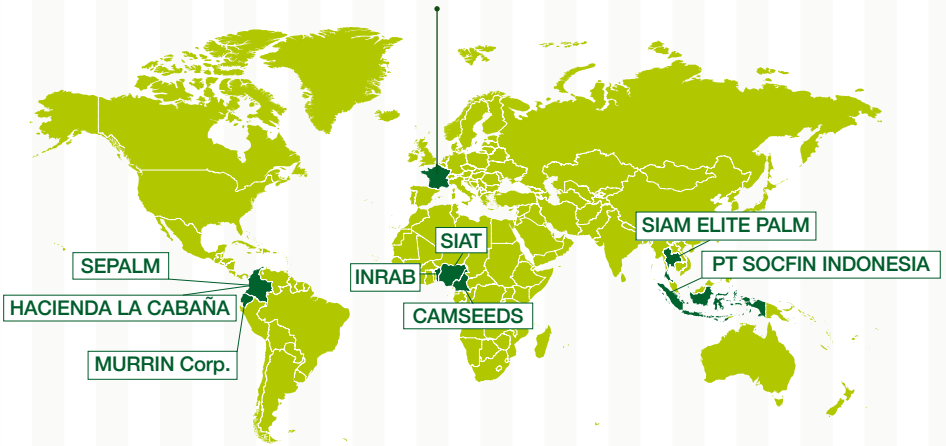 SIAT
SIAM ELITE PALM
SEPALM
INRAB
PT SOCFIN INDONESIA
HACIENDA LA CABAÑA
CAMSEEDS
MURRIN Corp.